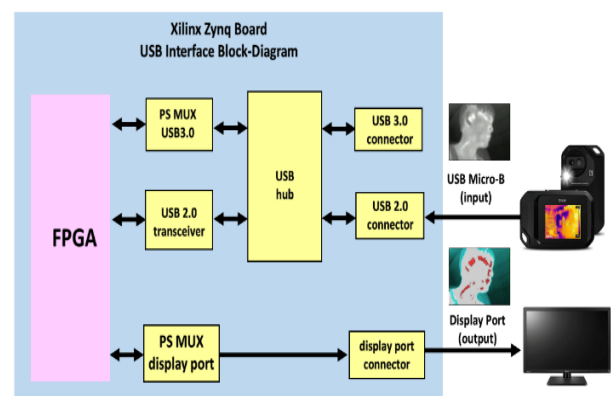 Xilinx Zynq Board
USB Interface Block-Diagram
FPGA
PS MUX
USB3.0
USB 2.0
transceiver
PS MUX
display port
USB
hub
USB 3.0
connector
USB 2.0
connector
display port
connector
USB Micro-B
(input)
Display Port
(output)